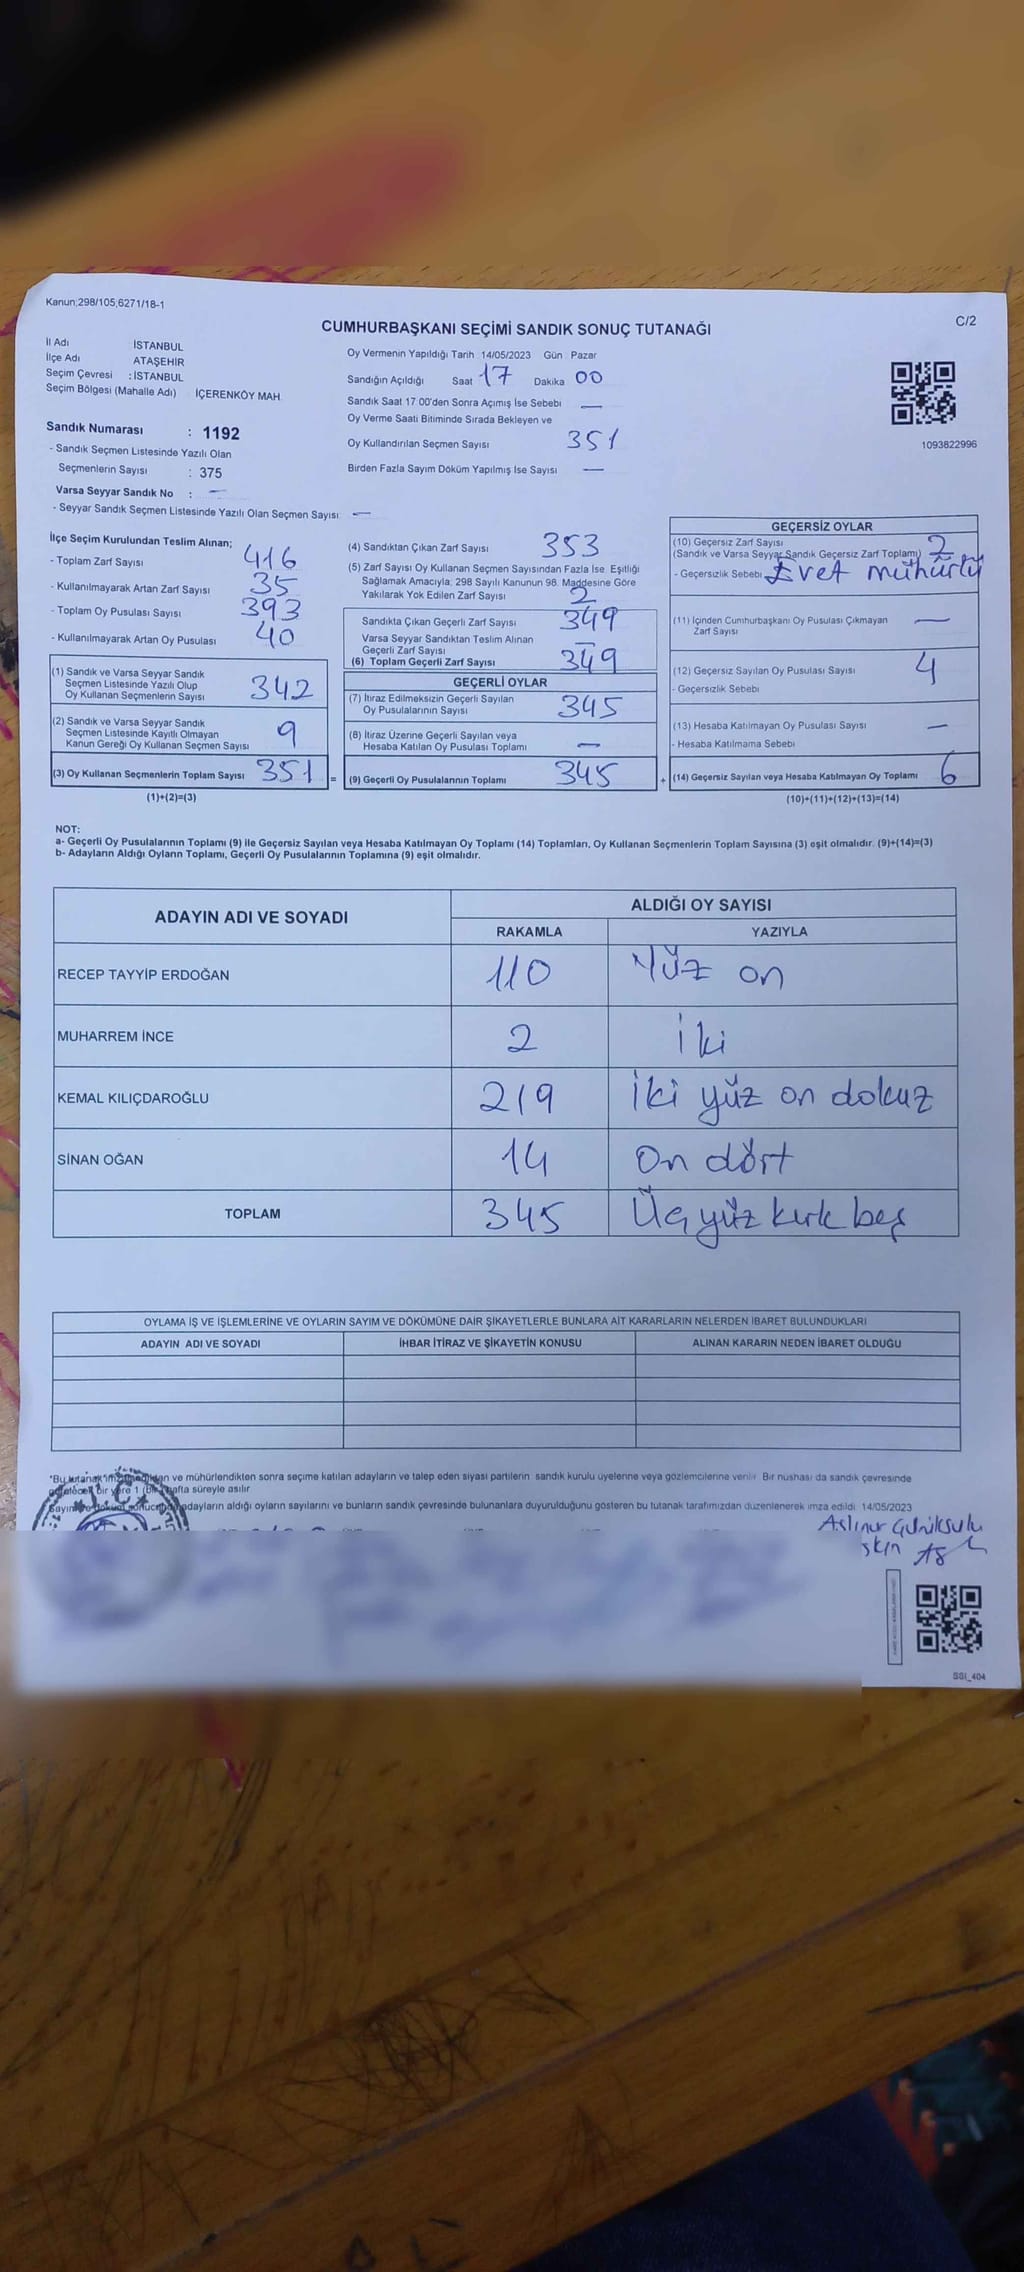 Kanun;298/105;6271/18-1
C/2
CUMHURBAŞKANI SEÇİMİ SANDIK SONUÇ TUTANAĞI
İl Adı İSTANBUL
İlçe Adı ATAŞEHİR
Seçim Çevresi : İSTANBUL
Seçim Bölgesi (Mahalle Adı) İÇERENKÖY MAH.
Sandık Numarası : 1192
- Sandık Seçmen Listesinde Yazılı Olan
Seçmenlerin Sayısı : 375
Varsa Seyyar Sandık No : —
- Seyyar Sandık Seçmen Listesinde Yazılı Olan Seçmen Sayısı: —
Oy Vermenin Yapıldığı Tarih 14/05/2023 Gün Pazar
Sandığın Açıldığı Saat 17 Dakika 00
Sandık Saat 17:00'den Sonra Açımış İse Sebebi —
Oy Verme Saati Bitiminde Sırada Bekleyen ve
Oy Kullandırılan Seçmen Sayısı 351
Birden Fazla Sayım Döküm Yapılmış İse Sayısı —
1093822996
İlçe Seçim Kurulundan Teslim Alınan;
- Toplam Zarf Sayısı 416
- Kullanılmayarak Artan Zarf Sayısı 35
- Toplam Oy Pusulası Sayısı 393
- Kullanılmayarak Artan Oy Pusulası 40
(1) Sandık ve Varsa Seyyar Sandık
Seçmen Listesinde Yazılı Olup
Oy Kullanan Seçmenlerin Sayısı 342
(2) Sandık ve Varsa Seyyar Sandık
Seçmen Listesinde Kayıtlı Olmayan
Kanun Gereği Oy Kullanan Seçmen Sayısı 9
(3) Oy Kullanan Seçmenlerin Toplam Sayısı 351 =
(1)+(2)=(3)
(4) Sandıktan Çıkan Zarf Sayısı 353
(5) Zarf Sayısı Oy Kullanan Seçmen Sayısından Fazla İse Eşitliği
Sağlamak Amacıyla, 298 Sayılı Kanunun 98. Maddesine Göre
Yakılarak Yok Edilen Zarf Sayısı 2
Sandıkta Çıkan Geçerli Zarf Sayısı 349
Varsa Seyyar Sandıktan Teslim Alınan
Geçerli Zarf Sayısı —
(6) Toplam Geçerli Zarf Sayısı 349
GEÇERLİ OYLAR
(7) İtiraz Edilmeksizin Geçerli Sayılan
Oy Pusulalarının Sayısı 345
(8) İtiraz Üzerine Geçerli Sayılan veya
Hesaba Katılan Oy Pusulası Toplamı —
(9) Geçerli Oy Pusulalarının Toplamı 345 +
GEÇERSİZ OYLAR
(10) Geçersiz Zarf Sayısı
(Sandık ve Varsa Seyyar Sandık Geçersiz Zarf Toplamı) 2
- Geçersizlik Sebebi Evet mühürlü
(11) İçinden Cumhurbaşkanı Oy Pusulası Çıkmayan
Zarf Sayısı —
(12) Geçersiz Sayılan Oy Pusulası Sayısı 4
- Geçersizlik Sebebi
(13) Hesaba Katılmayan Oy Pusulası Sayısı —
- Hesaba Katılmama Sebebi
(14) Geçersiz Sayılan veya Hesaba Katılmayan Oy Toplamı 6
(10)+(11)+(12)+(13)=(14)
NOT:
a- Geçerli Oy Pusulalarının Toplamı (9) ile Geçersiz Sayılan veya Hesaba Katılmayan Oy Toplamı (14) Toplamları, Oy Kullanan Seçmenlerin Toplam Sayısına (3) eşit olmalıdır. (9)+(14)=(3)
b- Adayların Aldığı Oyların Toplamı, Geçerli Oy Pusulalarının Toplamına (9) eşit olmalıdır.
ADAYIN ADI VE SOYADI ALDIĞI OY SAYISI
RAKAMLA YAZIYLA
RECEP TAYYİP ERDOĞAN 110 Yüz on
MUHARREM İNCE 2 İki
KEMAL KILIÇDAROĞLU 219 İki yüz on dokuz
SİNAN OĞAN 14 On dört
TOPLAM 345 Üç yüz kırk beş
OYLAMA İŞ VE İŞLEMLERİNE VE OYLARIN SAYIM VE DÖKÜMÜNE DAİR ŞİKAYETLERLE BUNLARA AİT KARARLARIN NELERDEN İBARET BULUNDUKLARI
ADAYIN ADI VE SOYADI İHBAR İTİRAZ VE ŞİKAYETİN KONUSU ALINAN KARARIN NEDEN İBARET OLDUĞU
*Bu tutanak ve mühürlendikten sonra seçime katılan adayların ve talep eden siyasi partilerin sandık kurulu üyelerine veya gözlemcilerine verilir. Bir nüshası da sandık çevresinde
bir yere 1 (Bir) hafta süreyle asılır.
adayların aldığı oyların sayılarını ve bunların sandık çevresinde bulunanlara duyurulduğunu gösteren bu tutanak tarafımızdan düzenlenerek imza edildi. 14/05/2023
Aslınur
SSI_404